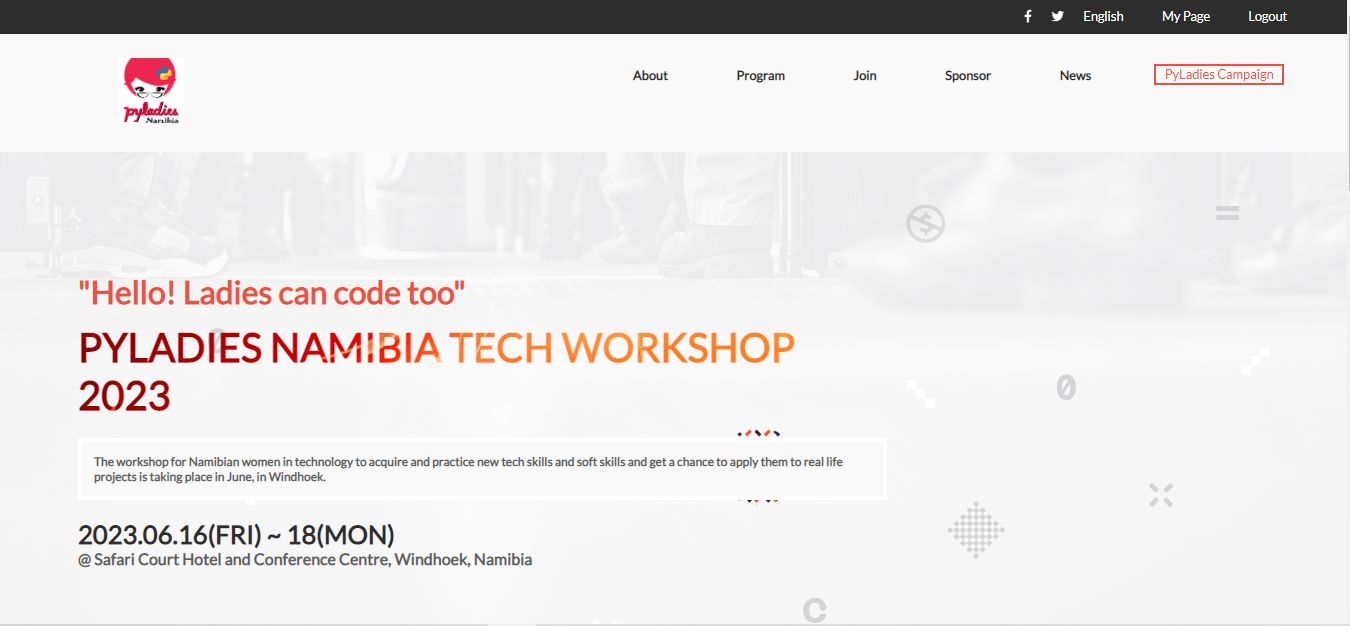 English My Page Logout
pyladies
Namibia
About Program Join Sponsor News PyLadies Campaign
"Hello! Ladies can code too"
PYLADIES NAMIBIA TECH WORKSHOP
2023
The workshop for Namibian women in technology to acquire and practice new tech skills and soft skills and get a chance to apply them to real life
projects is taking place in June, in Windhoek.
2023.06.16(FRI) ~ 18(MON)
@ Safari Court Hotel and Conference Centre, Windhoek, Namibia